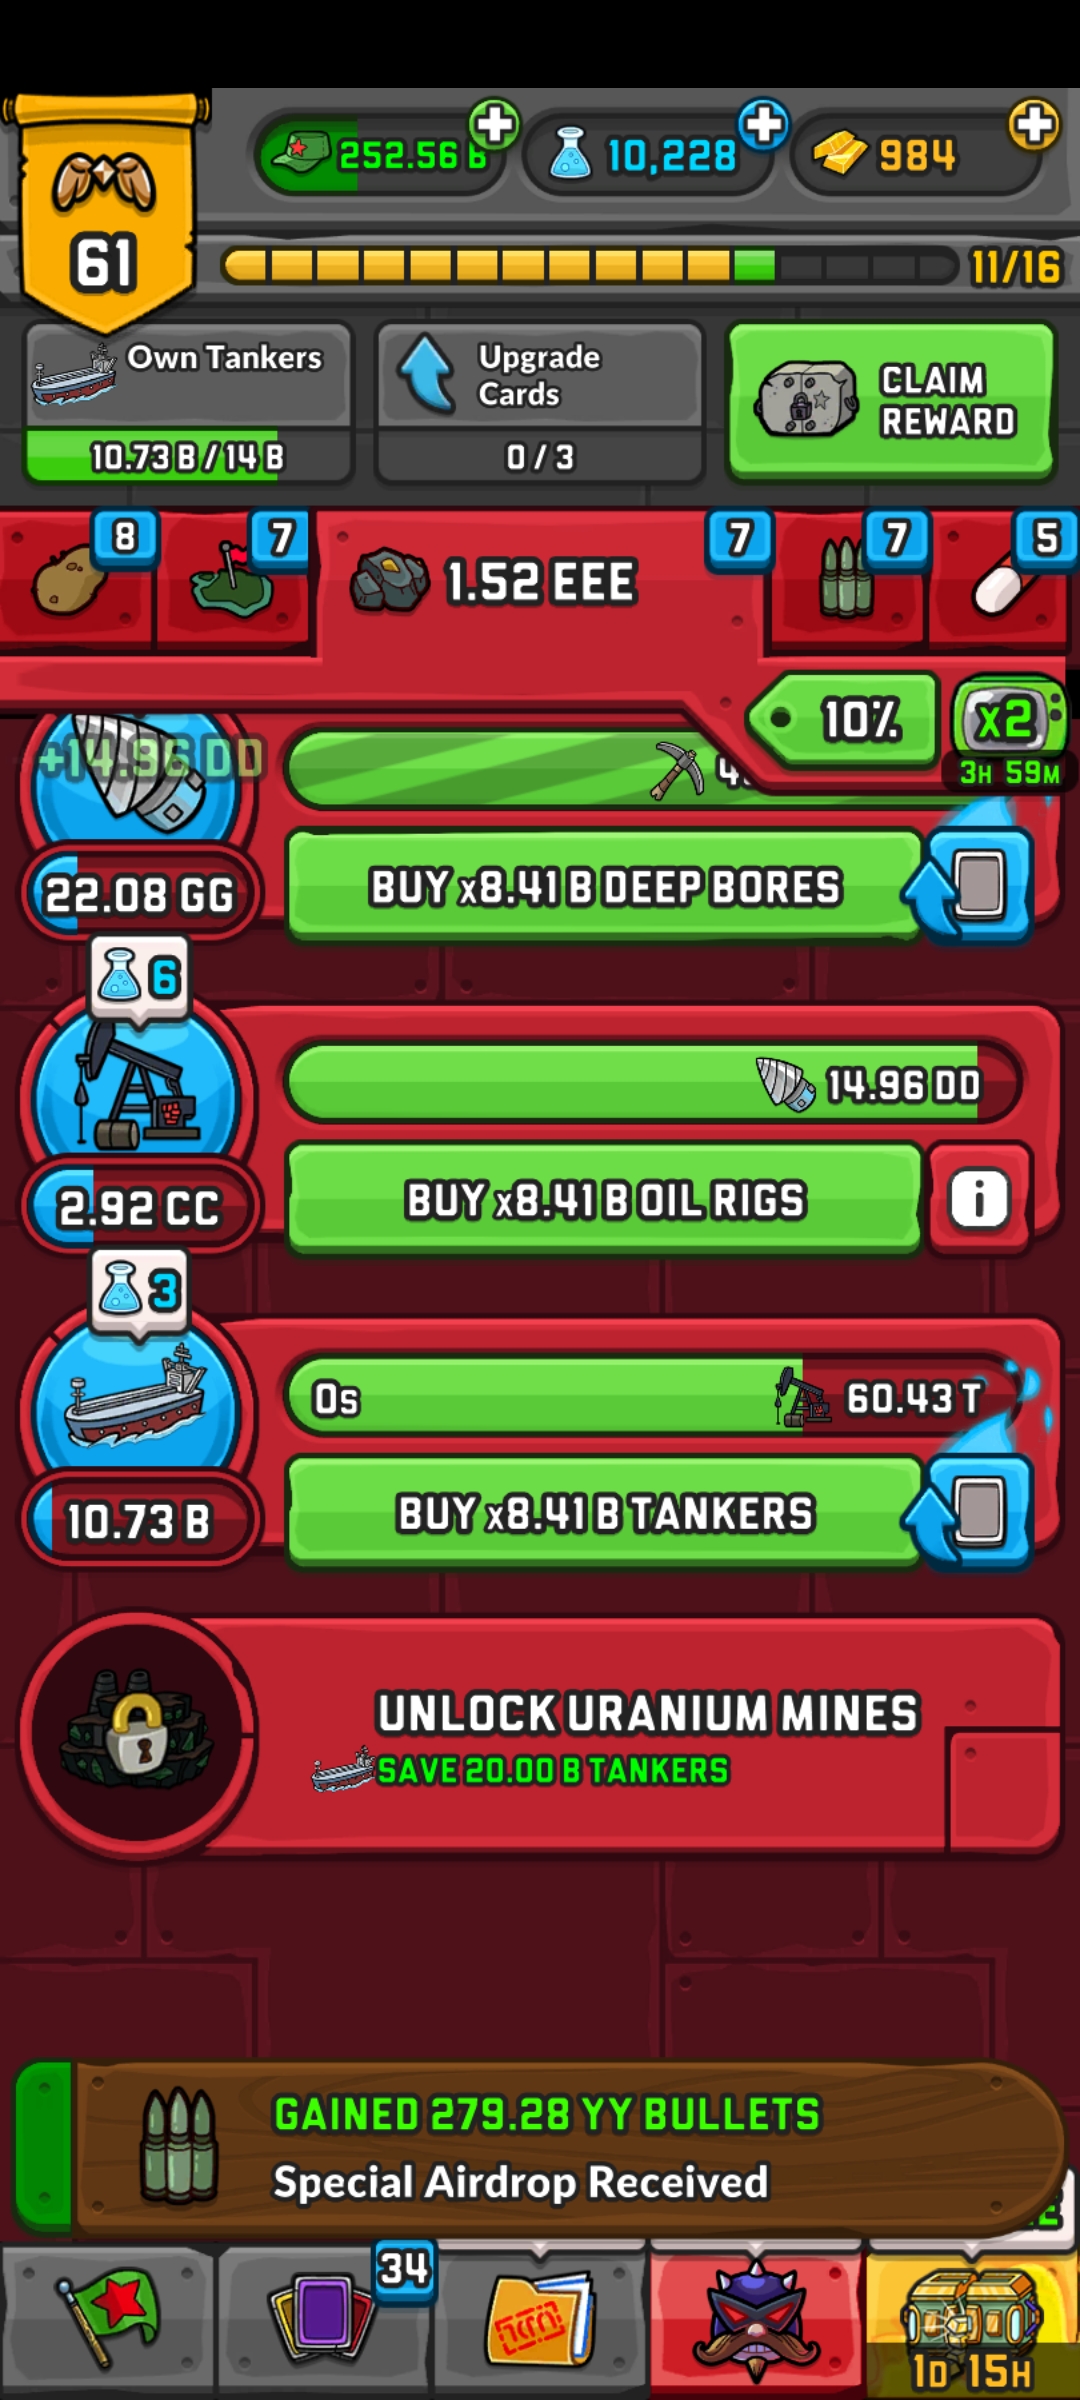 252.56 B
10,228
984
61
11/16
Own Tankers
10.73 B / 14 B
Upgrade
Cards
0 / 3
CLAIM
REWARD
8
7
1.52 EEE
7
7
5
10%
x2
3H 59M
+14.96 DD
22.08 GG
BUY x8.41 B DEEP BORES
6
14.96 DD
2.92 CC
BUY x8.41 B OIL RIGS
i
3
0s
60.43 T
10.73 B
BUY x8.41 B TANKERS
UNLOCK URANIUM MINES
SAVE 20.00 B TANKERS
GAINED 279.28 YY BULLETS
Special Airdrop Received
34
1D 15H